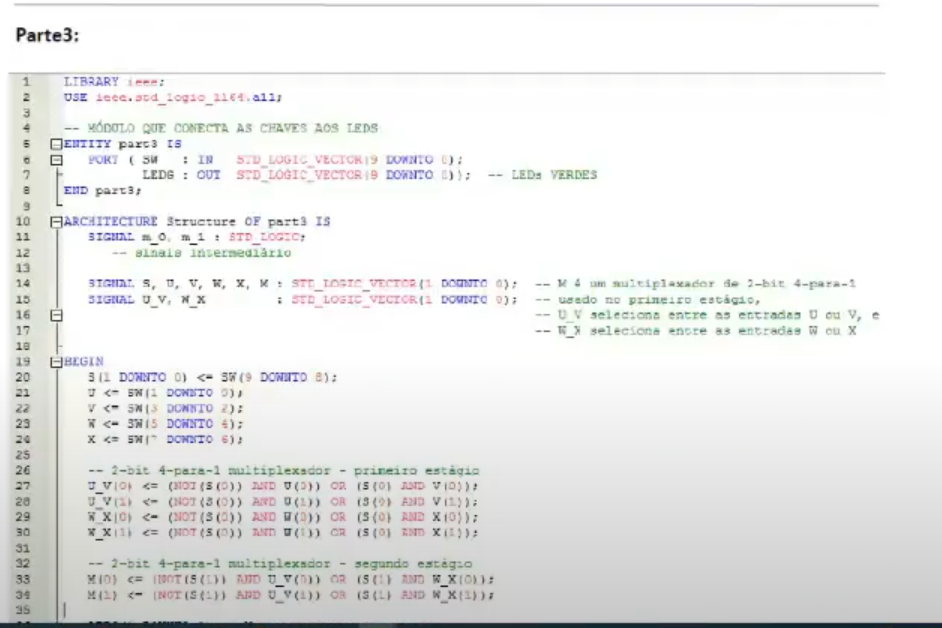 Parte3:
1 LIBRARY ieee;
2 USE ieee.std_logic_1164.all;
3
4 -- MÓDULO QUE CONECTA AS CHAVES AOS LEDS
5 ENTITY part3 IS
6 PORT ( SW : IN STD_LOGIC_VECTOR(9 DOWNTO 0);
7 LEDG : OUT STD_LOGIC_VECTOR(9 DOWNTO 0)); -- LEDs VERDES
8 END part3;
9
10 ARCHITECTURE Structure OF part3 IS
11 SIGNAL m_0, m_1 : STD_LOGIC;
12 -- sinais intermediário
13
14 SIGNAL S, U, V, W, X, M : STD_LOGIC_VECTOR(1 DOWNTO 0); -- M é um multiplexador de 2-bit 4-para-1
15 SIGNAL U_V, W_X : STD_LOGIC_VECTOR(1 DOWNTO 0); -- usado no primeiro estágio,
16 -- U_V seleciona entre as entradas U ou V, e
17 -- W_X seleciona entre as entradas W ou X
18
19 BEGIN
20 S(1 DOWNTO 0) <= SW(9 DOWNTO 8);
21 U <= SW(1 DOWNTO 0);
22 V <= SW(3 DOWNTO 2);
23 W <= SW(5 DOWNTO 4);
24 X <= SW(7 DOWNTO 6);
25
26 -- 2-bit 4-para-1 multiplexador - primeiro estágio
27 U_V(0) <= (NOT(S(0)) AND U(0)) OR (S(0) AND V(0));
28 U_V(1) <= (NOT(S(0)) AND U(1)) OR (S(0) AND V(1));
29 W_X(0) <= (NOT(S(0)) AND W(0)) OR (S(0) AND X(0));
30 W_X(1) <= (NOT(S(0)) AND W(1)) OR (S(0) AND X(1));
31
32 -- 2-bit 4-para-1 multiplexador - segundo estágio
33 M(0) <= (NOT(S(1)) AND U_V(0)) OR (S(1) AND W_X(0));
34 M(1) <= (NOT(S(1)) AND U_V(1)) OR (S(1) AND W_X(1));
35